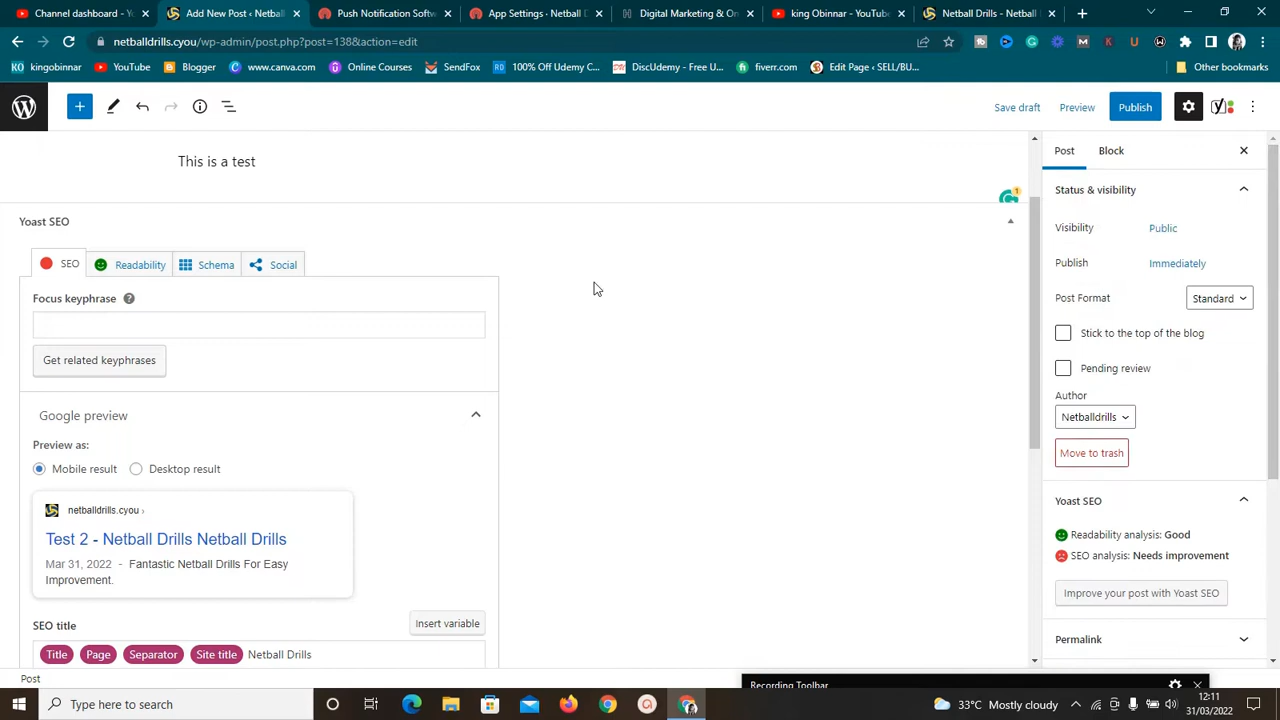 Channel dashboard - Yo
Add New Post ‹ Netball
Push Notification Softw
App Settings · Netball D
Digital Marketing & On
king Obinnar - YouTube
Netball Drills - Netball
netballdrills.cyou/wp-admin/post.php?post=138&action=edit
kingobinnar
YouTube
Blogger
www.canva.com
Online Courses
SendFox
100% Off Udemy C...
DiscUdemy - Free U...
fiverr.com
Edit Page ‹ SELL/BU...
Other bookmarks
Save draft
Preview
Publish
This is a test
Yoast SEO
SEO
Readability
Schema
Social
Focus keyphrase
Get related keyphrases
Google preview
Preview as:
Mobile result
Desktop result
netballdrills.cyou ›
Test 2 - Netball Drills Netball Drills
Mar 31, 2022 - Fantastic Netball Drills For Easy
Improvement.
SEO title
Insert variable
Title Page Separator Site title Netball Drills
Post
Post
Block
Status & visibility
Visibility
Public
Publish
Immediately
Post Format
Standard
Stick to the top of the blog
Pending review
Author
Netballdrills
Move to trash
Yoast SEO
Readability analysis: Good
SEO analysis: Needs improvement
Improve your post with Yoast SEO
Permalink
Recording Toolbar
Type here to search
33°C Mostly cloudy
12:11
31/03/2022